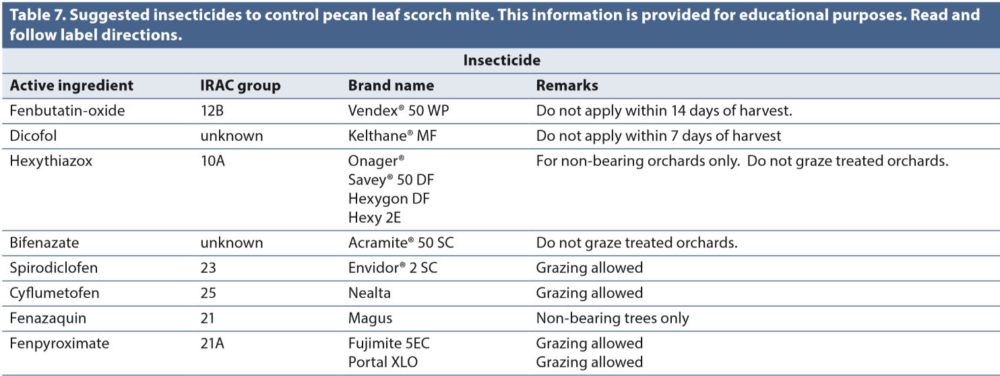 Table 7. Suggested insecticides to control pecan leaf scorch mite. This information is provided for educational purposes. Read and
follow label directions.
Insecticide
Active ingredient IRAC group Brand name Remarks
Fenbutatin-oxide 12B Vendex® 50 WP Do not apply within 14 days of harvest.
Dicofol unknown Kelthane® MF Do not apply within 7 days of harvest
Hexythiazox 10A Onager® For non-bearing orchards only. Do not graze treated orchards.
Savey® 50 DF
Hexygon DF
Hexy 2E
Bifenazate unknown Acramite® 50 SC Do not graze treated orchards.
Spirodiclofen 23 Envidor® 2 SC Grazing allowed
Cyflumetofen 25 Nealta Grazing allowed
Fenazaquin 21 Magus Non-bearing trees only
Fenpyroximate 21A Fujimite 5EC Grazing allowed
Portal XLO Grazing allowed